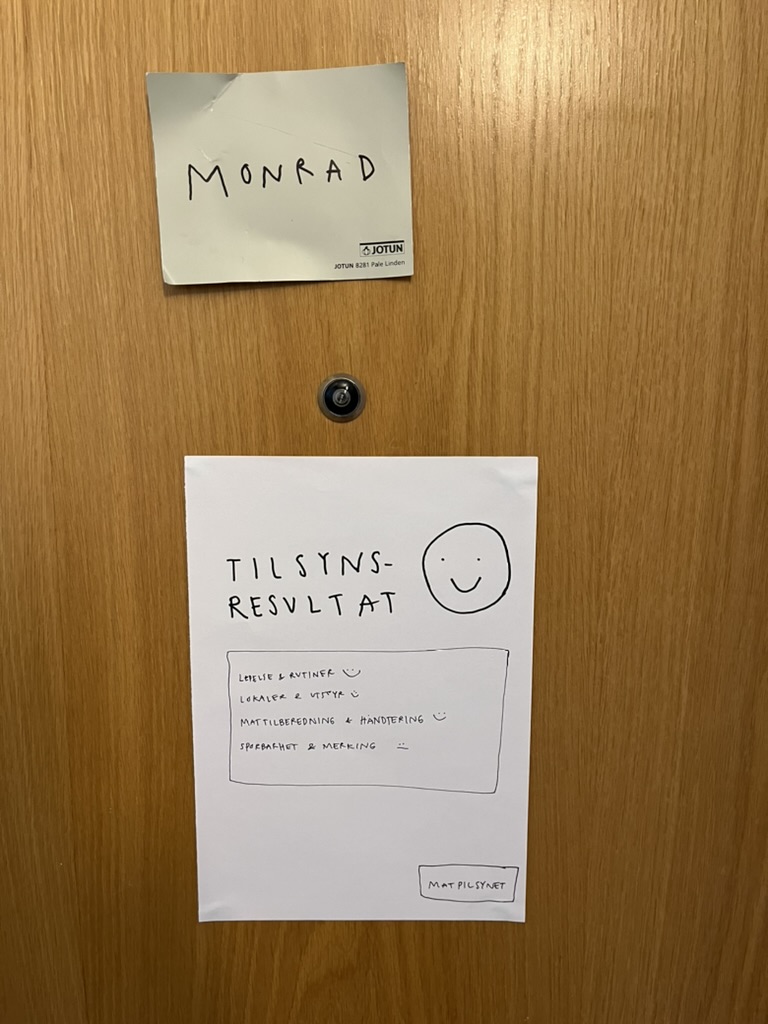 MONRAD
JOTUN
JOTUN 8281 Pale Linden
TILSYNS-
RESULTAT
LEDELSE & RUTINER
LOKALER & UTSTYR
MATTILBEREDNING & HÅNDTERING
SPORBARHET & MERKING
MATPILSYNET